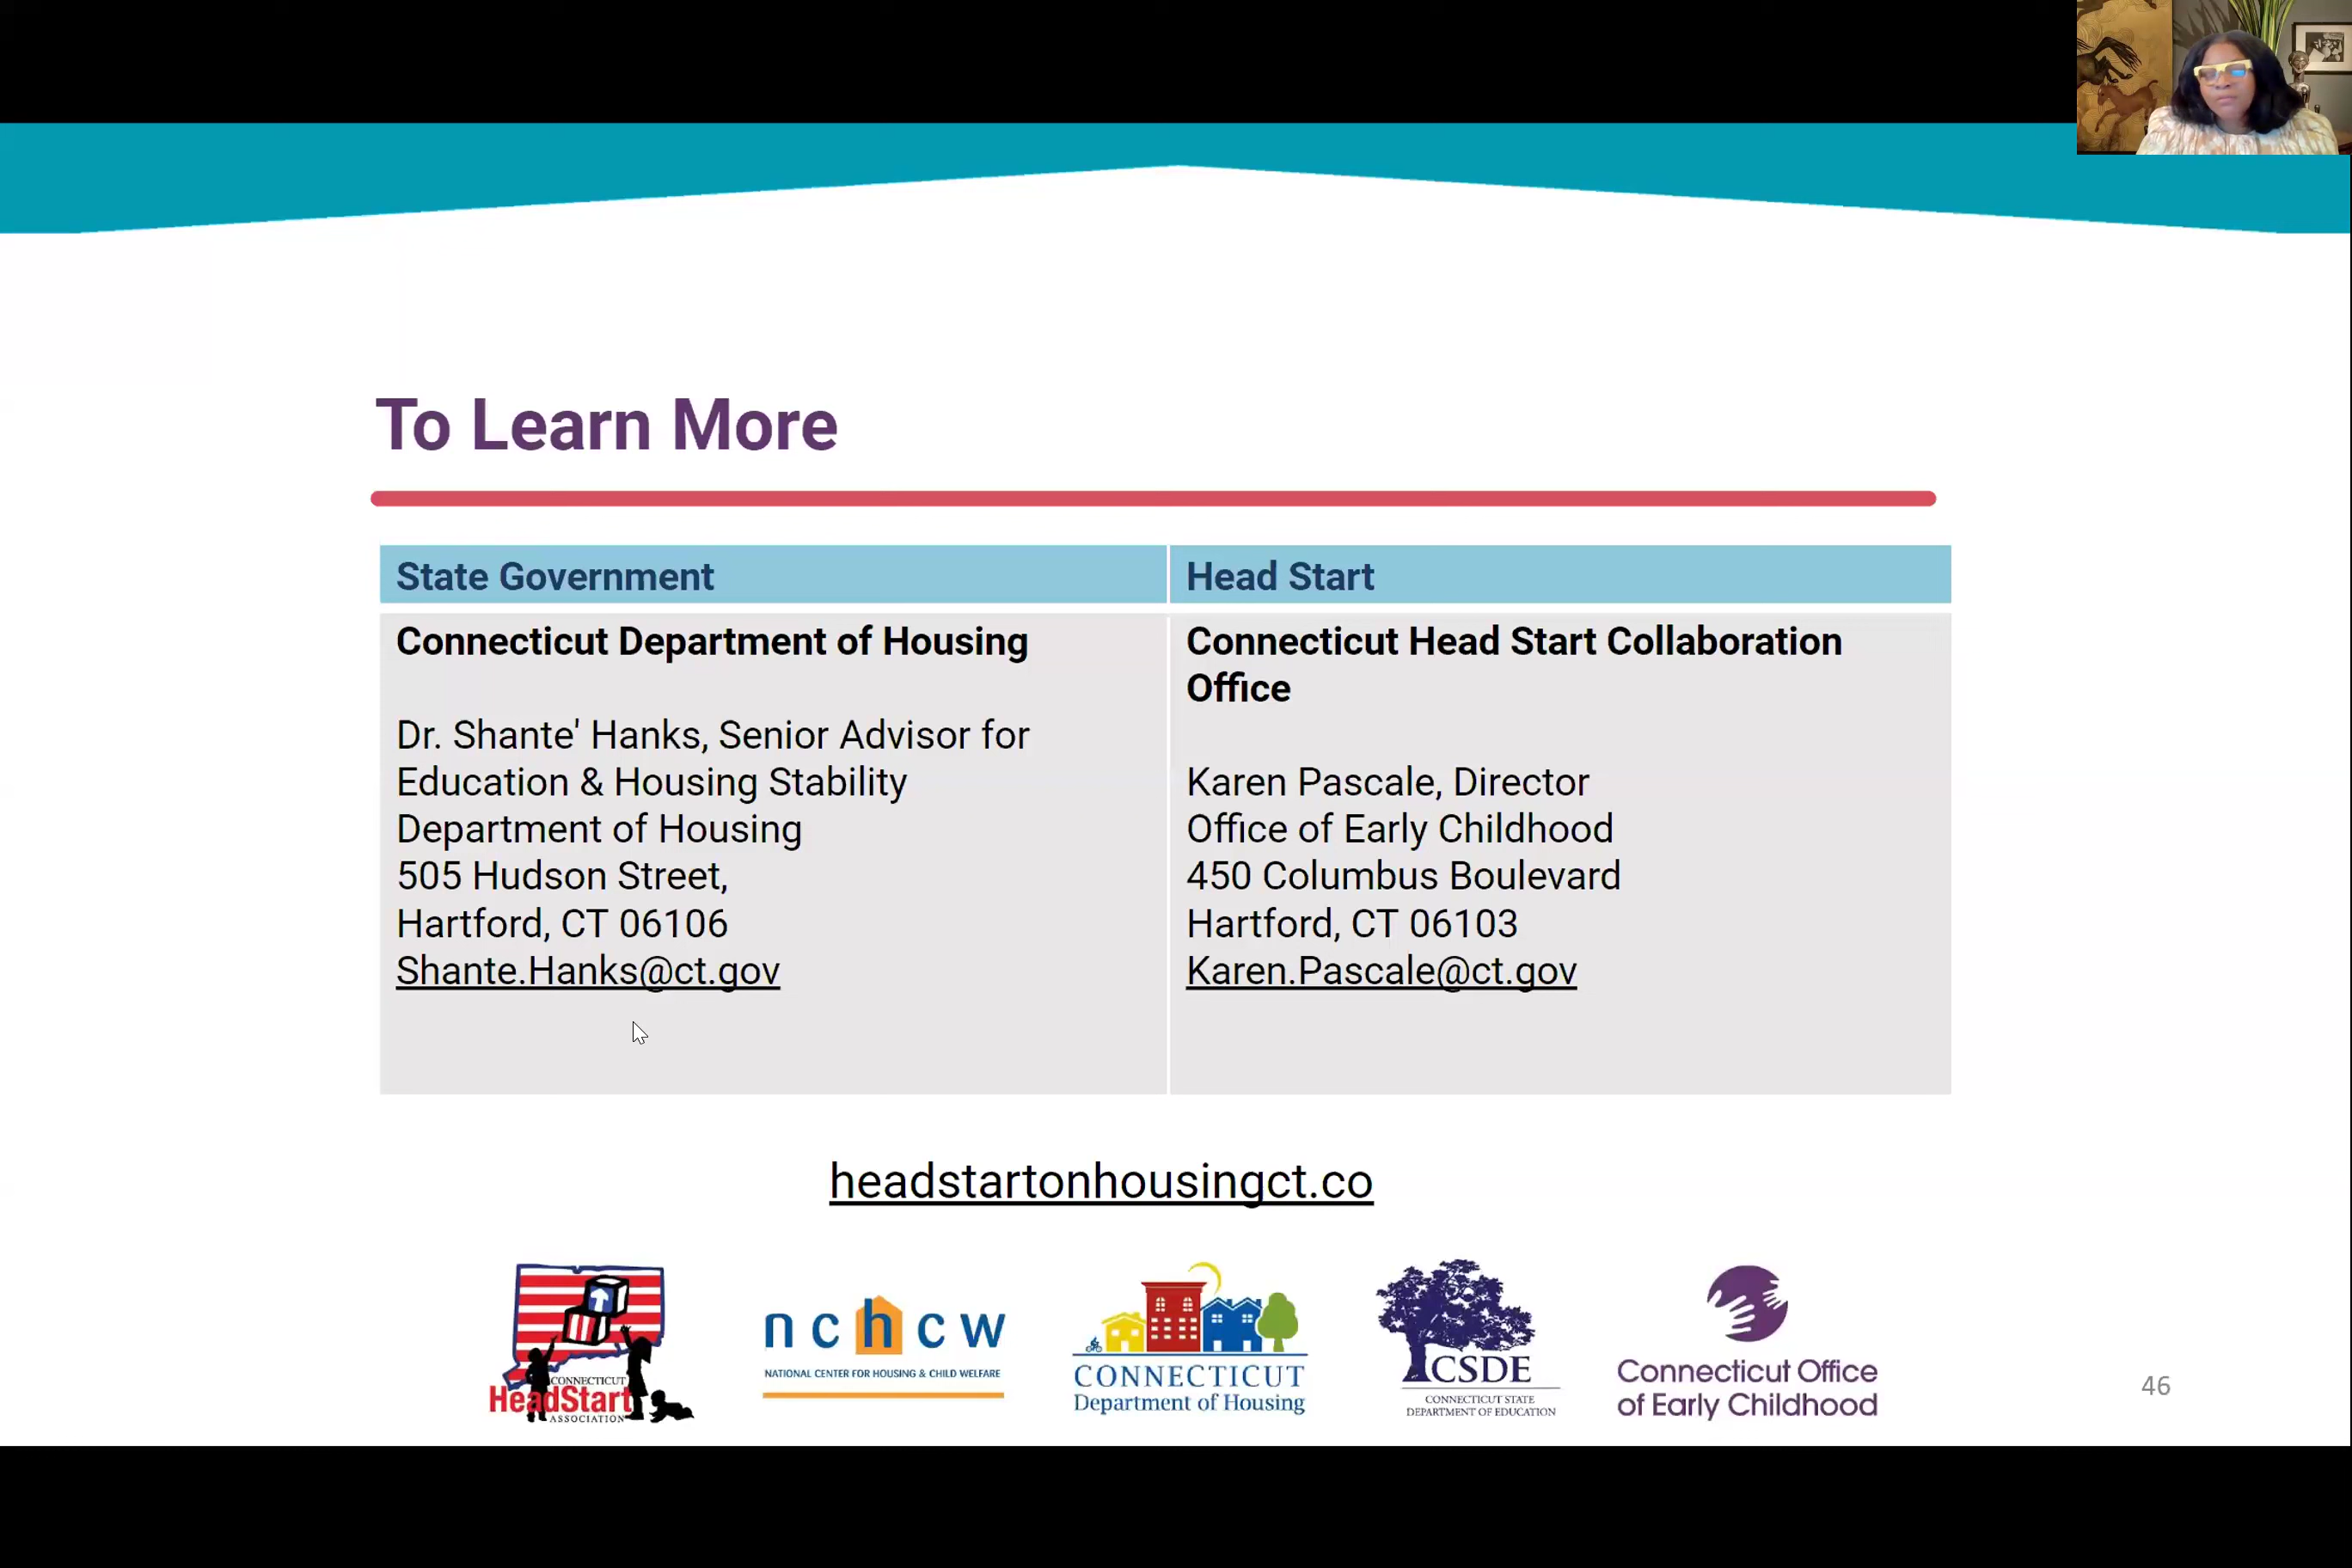 To Learn More
State Government
Head Start
Connecticut Department of Housing
Dr. Shante' Hanks, Senior Advisor for
Education & Housing Stability
Department of Housing
505 Hudson Street,
Hartford, CT 06106
Shante.Hanks@ct.gov
Connecticut Head Start Collaboration
Office
Karen Pascale, Director
Office of Early Childhood
450 Columbus Boulevard
Hartford, CT 06103
Karen.Pascale@ct.gov
headstartonhousingct.co
CONNECTICUT
HeadStart
ASSOCIATION
nchcw
NATIONAL CENTER FOR HOUSING & CHILD WELFARE
CONNECTICUT
Department of Housing
CSDE
CONNECTICUT STATE
DEPARTMENT OF EDUCATION
Connecticut Office
of Early Childhood
46